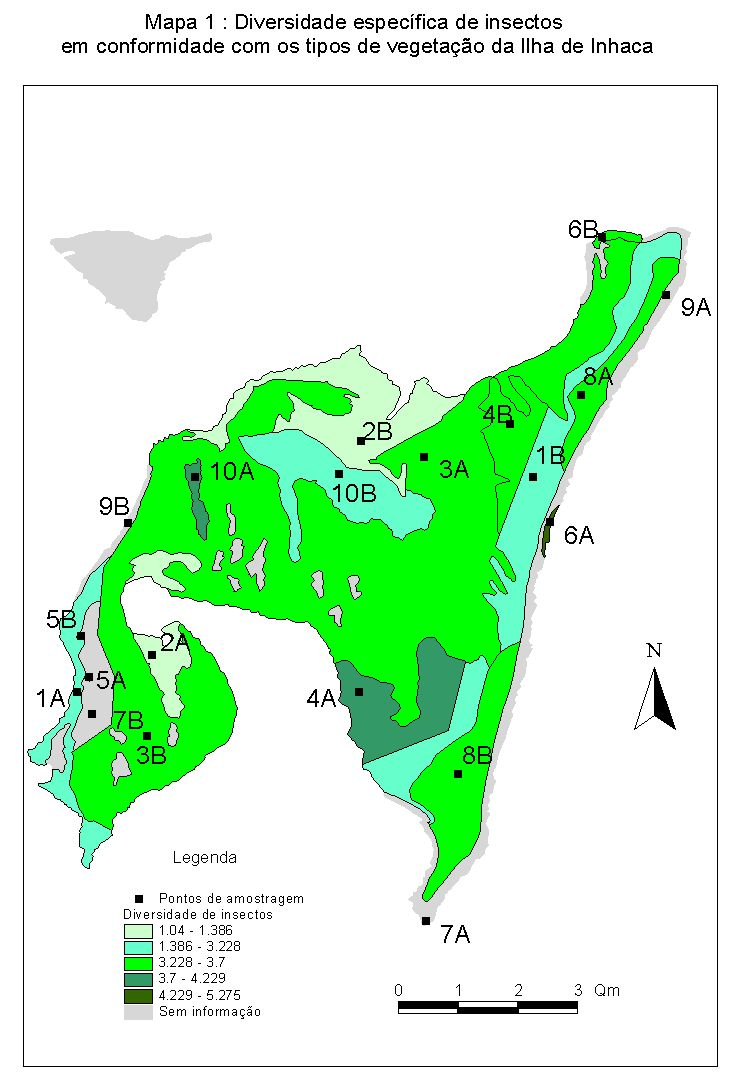 Mapa 1 : Diversidade específica de insectos
em conformidade com os tipos de vegetação da Ilha de Inhaca
6B
9A
8A
4B
2B
3A
1B
10A
10B
9B
6A
5B
2A
N
5A
1A
4A
7B
3B
8B
Legenda
Pontos de amostragem
Diversidade de insectos
1.04 - 1.386
7A
1.386 - 3.228
3.228 - 3.7
3.7 - 4.229
4.229 - 5.275
Sem informação
0 1 2 3 Qm